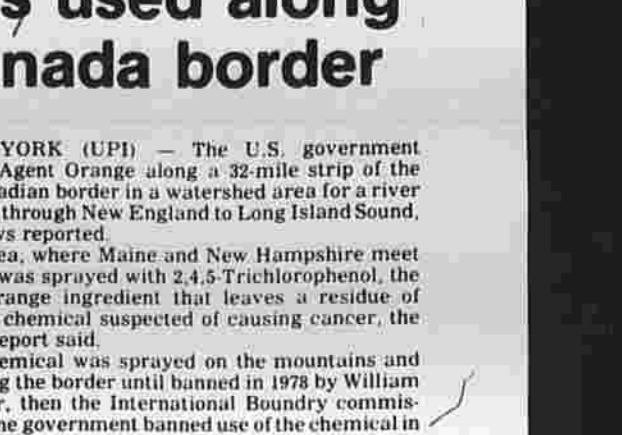 s used along
nada border
YORK (UPI) — The U.S. government
Agent Orange along a 32-mile strip of the
adian border in a watershed area for a river
through New England to Long Island Sound,
ws reported.
ea, where Maine and New Hampshire meet
was sprayed with 2,4,5-Trichlorophenol, the
range ingredient that leaves a residue of
chemical suspected of causing cancer, the
eport said.
emical was sprayed on the mountains and
g the border until banned in 1978 by William
r, then the International Boundry commis-
he government banned use of the chemical in